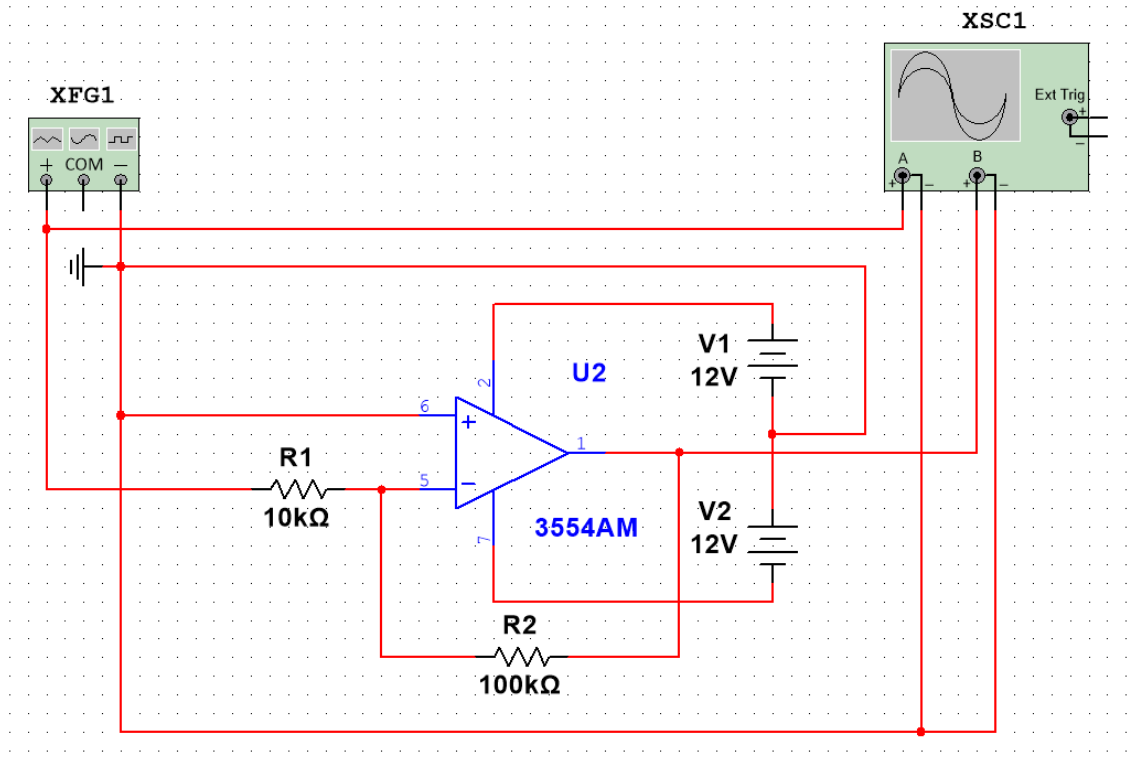 XSC1
XFG1
Ext Trig
+
−
+ COM −
A
B
+ − + −
V1
12V
U2
2
6
+
1
R1
5
−
10kΩ
V2
12V
3554AM
7
R2
100kΩ